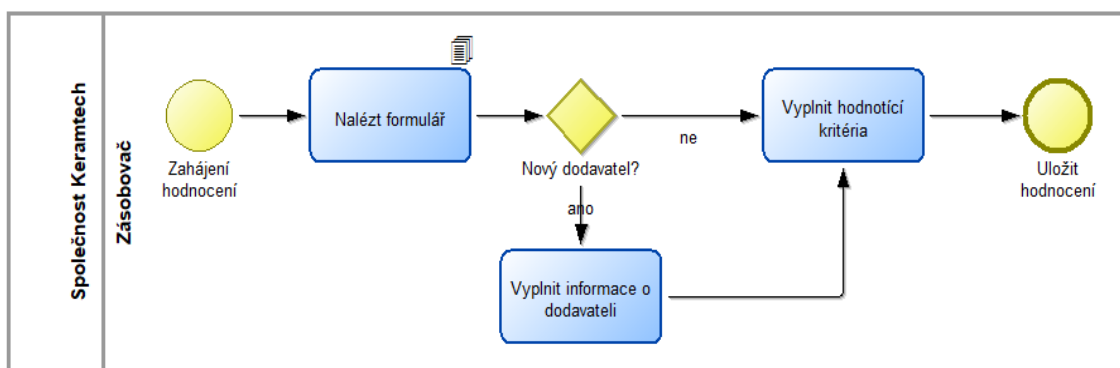 Společnost Keramtech
Zásobovač
Zahájení
hodnocení
Nalézt formulář
Nový dodavatel?
ne
ano
Vyplnit informace o
dodavateli
Vyplnit hodnotící
kritéria
Uložit
hodnocení